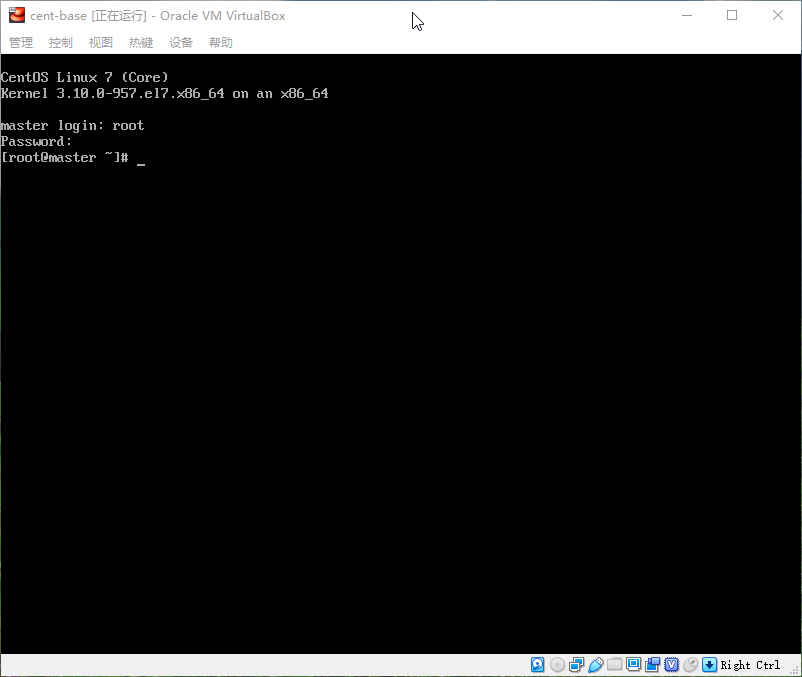 cent-base [正在运行] - Oracle VM VirtualBox
管理 控制 视图 热键 设备 帮助
CentOS Linux 7 (Core)
Kernel 3.10.0-957.el7.x86_64 on an x86_64
master login: root
Password:
[root@master ~]# _
Right Ctrl